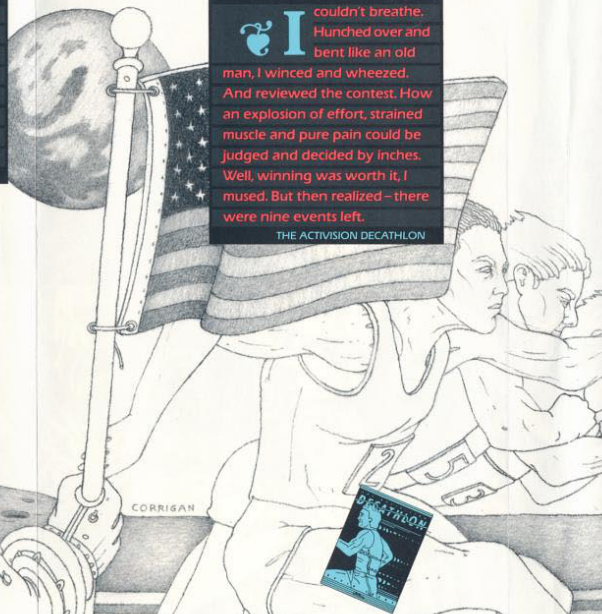 I couldn't breathe.
Hunched over and
bent like an old
man, I winced and wheezed.
And reviewed the contest. How
an explosion of effort, strained
muscle and pure pain could be
judged and decided by inches.
Well, winning was worth it, I
mused. But then realized – there
were nine events left.
THE ACTIVISION DECATHLON
2
53
CORRIGAN
DECATHLON